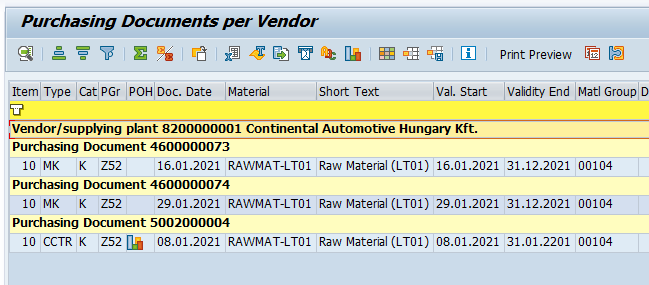 Purchasing Documents per Vendor
Print Preview
Item Type Cat PGr POH Doc. Date Material Short Text Val. Start Validity End Matl Group D
Vendor/supplying plant 8200000001 Continental Automotive Hungary Kft.
Purchasing Document 4600000073
10 MK K Z52 16.01.2021 RAWMAT-LT01 Raw Material (LT01) 16.01.2021 31.12.2021 00104
Purchasing Document 4600000074
10 MK K Z52 29.01.2021 RAWMAT-LT01 Raw Material (LT01) 29.01.2021 31.12.2021 00104
Purchasing Document 5002000004
10 CCTR K Z52 08.01.2021 RAWMAT-LT01 Raw Material (LT01) 08.01.2021 31.01.2201 00104